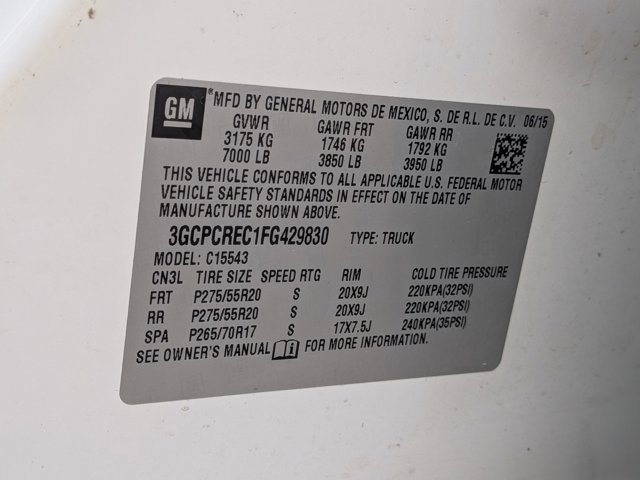 GM ®MFD BY GENERAL MOTORS DE MEXICO, S. DE R.L. DE C.V. 06/15
GVWR GAWR FRT GAWR RR
3175 KG 1746 KG 1792 KG
7000 LB 3850 LB 3950 LB
THIS VEHICLE CONFORMS TO ALL APPLICABLE U.S. FEDERAL MOTOR
VEHICLE SAFETY STANDARDS IN EFFECT ON THE DATE OF
MANUFACTURE SHOWN ABOVE.
3GCPCREC1FG429830 TYPE: TRUCK
MODEL: C15543
CN3L TIRE SIZE SPEED RTG RIM COLD TIRE PRESSURE
FRT P275/55R20 S 20X9J 220KPA(32PSI)
RR P275/55R20 S 20X9J 220KPA(32PSI)
SPA P265/70R17 S 17X7.5J 240KPA(35PSI)
SEE OWNER'S MANUAL FOR MORE INFORMATION.